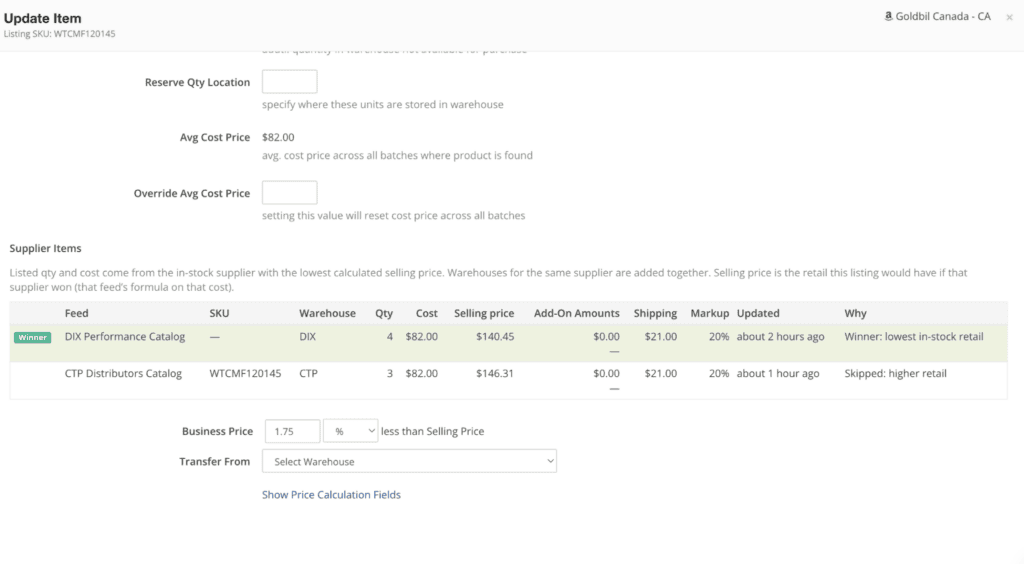 Update Item
Goldbil Canada - CA ×
Listing SKU: WTCMF120145
Reserve Qty Location
specify where these units are stored in warehouse
Avg Cost Price $82.00
avg. cost price across all batches where product is found
Override Avg Cost Price
setting this value will reset cost price across all batches
Supplier Items
Listed qty and cost come from the in-stock supplier with the lowest calculated selling price. Warehouses for the same supplier are added together. Selling price is the retail this listing would have if that
supplier won (that feed's formula on that cost).
Feed SKU Warehouse Qty Cost Selling price Add-On Amounts Shipping Markup Updated Why
Winner DIX Performance Catalog — DIX 4 $82.00 $140.45 $0.00 $21.00 20% about 2 hours ago Winner: lowest in-stock retail
—
CTP Distributors Catalog WTCMF120145 CTP 3 $82.00 $146.31 $0.00 $21.00 20% about 1 hour ago Skipped: higher retail
—
Business Price 1.75 % less than Selling Price
Transfer From Select Warehouse
Show Price Calculation Fields